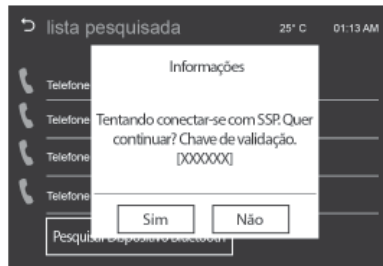 lista pesquisada 25° C 01:13 AM
Informações
Telefone
Telefone
Tentando conectar-se com SSP. Quer
continuar? Chave de validação.
[XXXXXX]
Telefone
Telefone
Sim Não
Pesquisar Dispositivo Bluetooth